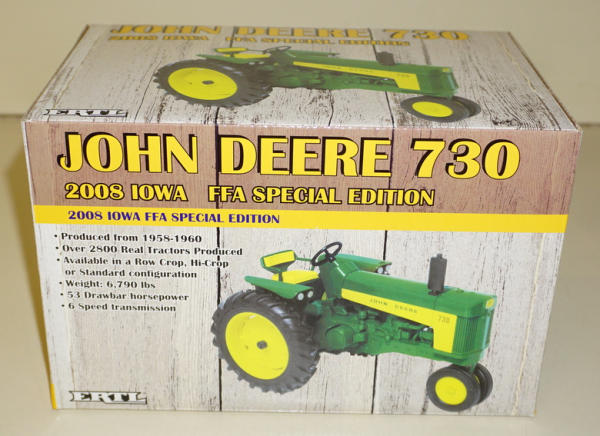 JOHN DEERE 730
2008 IOWA FFA SPECIAL EDITION
ERTL
JOHN DEERE 730
2008 IOWA FFA SPECIAL EDITION
2008 IOWA FFA SPECIAL EDITION
• Produced from 1958-1960
• Over 2800 Real Tractors Produced
• Available in a Row Crop, Hi-Crop
or Standard configuration
• Weight: 6,790 lbs
• 53 Drawbar horsepower
• 6 Speed transmission
JOHN DEERE
730
ERTL